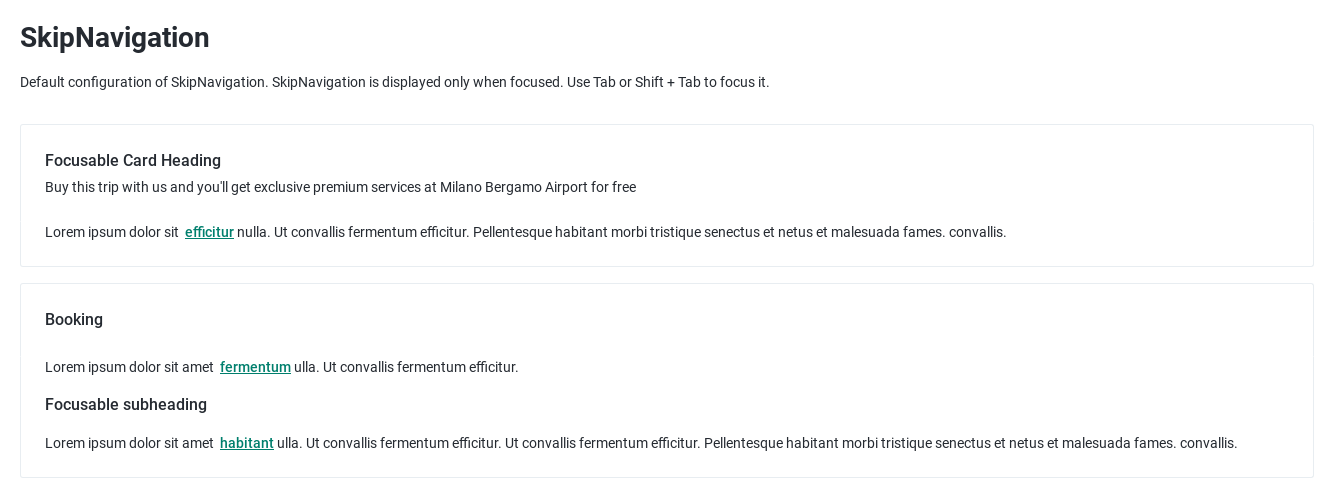 SkipNavigation
Default configuration of SkipNavigation. SkipNavigation is displayed only when focused. Use Tab or Shift + Tab to focus it.
Focusable Card Heading
Buy this trip with us and you'll get exclusive premium services at Milano Bergamo Airport for free
Lorem ipsum dolor sit efficitur nulla. Ut convallis fermentum efficitur. Pellentesque habitant morbi tristique senectus et netus et malesuada fames. convallis.
Booking
Lorem ipsum dolor sit amet fermentum ulla. Ut convallis fermentum efficitur.
Focusable subheading
Lorem ipsum dolor sit amet habitant ulla. Ut convallis fermentum efficitur. Ut convallis fermentum efficitur. Pellentesque habitant morbi tristique senectus et netus et malesuada fames. convallis.